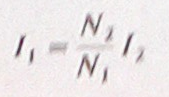 I₁ = N₂/N₁ I₂